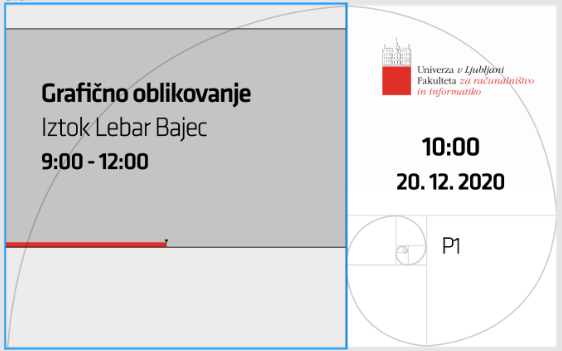 Grafično oblikovanje
Iztok Lebar Bajec
9:00 - 12:00
Univerza v Ljubljani
Fakulteta za računalništvo
in informatiko
10:00
20. 12. 2020
P1